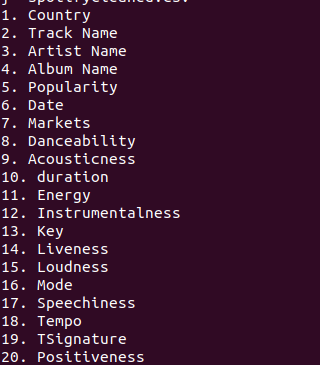 1. Country
2. Track Name
3. Artist Name
4. Album Name
5. Popularity
6. Date
7. Markets
8. Danceability
9. Acousticness
10. duration
11. Energy
12. Instrumentalness
13. Key
14. Liveness
15. Loudness
16. Mode
17. Speechiness
18. Tempo
19. TSignature
20. Positiveness